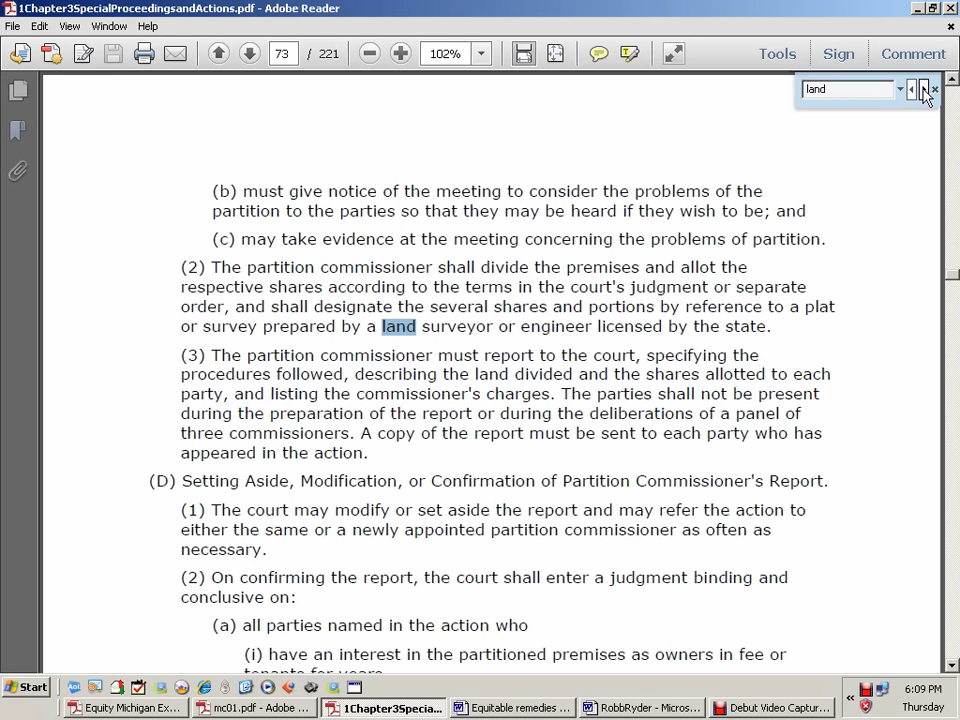 1Chapter3SpecialProceedingsandActions.pdf - Adobe Reader
File Edit View Window Help
73 / 221 102% Tools Sign Comment
land
(b) must give notice of the meeting to consider the problems of the
partition to the parties so that they may be heard if they wish to be; and
(c) may take evidence at the meeting concerning the problems of partition.
(2) The partition commissioner shall divide the premises and allot the
respective shares according to the terms in the court's judgment or separate
order, and shall designate the several shares and portions by reference to a plat
or survey prepared by a land surveyor or engineer licensed by the state.
(3) The partition commissioner must report to the court, specifying the
procedures followed, describing the land divided and the shares allotted to each
party, and listing the commissioner's charges. The parties shall not be present
during the preparation of the report or during the deliberations of a panel of
three commissioners. A copy of the report must be sent to each party who has
appeared in the action.
(D) Setting Aside, Modification, or Confirmation of Partition Commissioner's Report.
(1) The court may modify or set aside the report and may refer the action to
either the same or a newly appointed partition commissioner as often as
necessary.
(2) On confirming the report, the court shall enter a judgment binding and
conclusive on:
(a) all parties named in the action who
(i) have an interest in the partitioned premises as owners in fee or
tenants for years
Start 6:09 PM
Equity Michigan Ex... mc01.pdf - Adobe ... 1Chapter3Specia... Equitable remedies ... RobbRyder - Micros... Debut Video Captur... Thursday